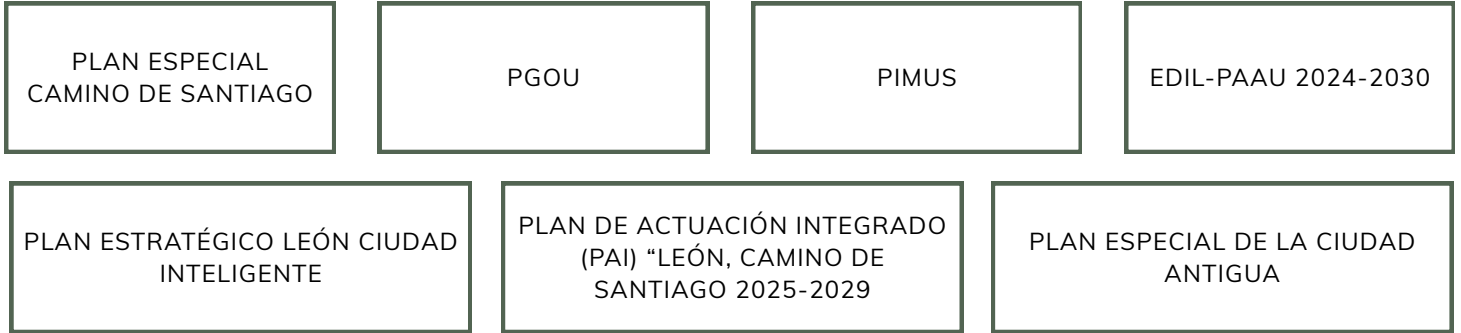 PLAN ESPECIAL
CAMINO DE SANTIAGO
PGOU
PIMUS
EDIL-PAAU 2024-2030
PLAN ESTRATÉGICO LEÓN CIUDAD
INTELIGENTE
PLAN DE ACTUACIÓN INTEGRADO
(PAI) “LEÓN, CAMINO DE
SANTIAGO 2025-2029
PLAN ESPECIAL DE LA CIUDAD
ANTIGUA